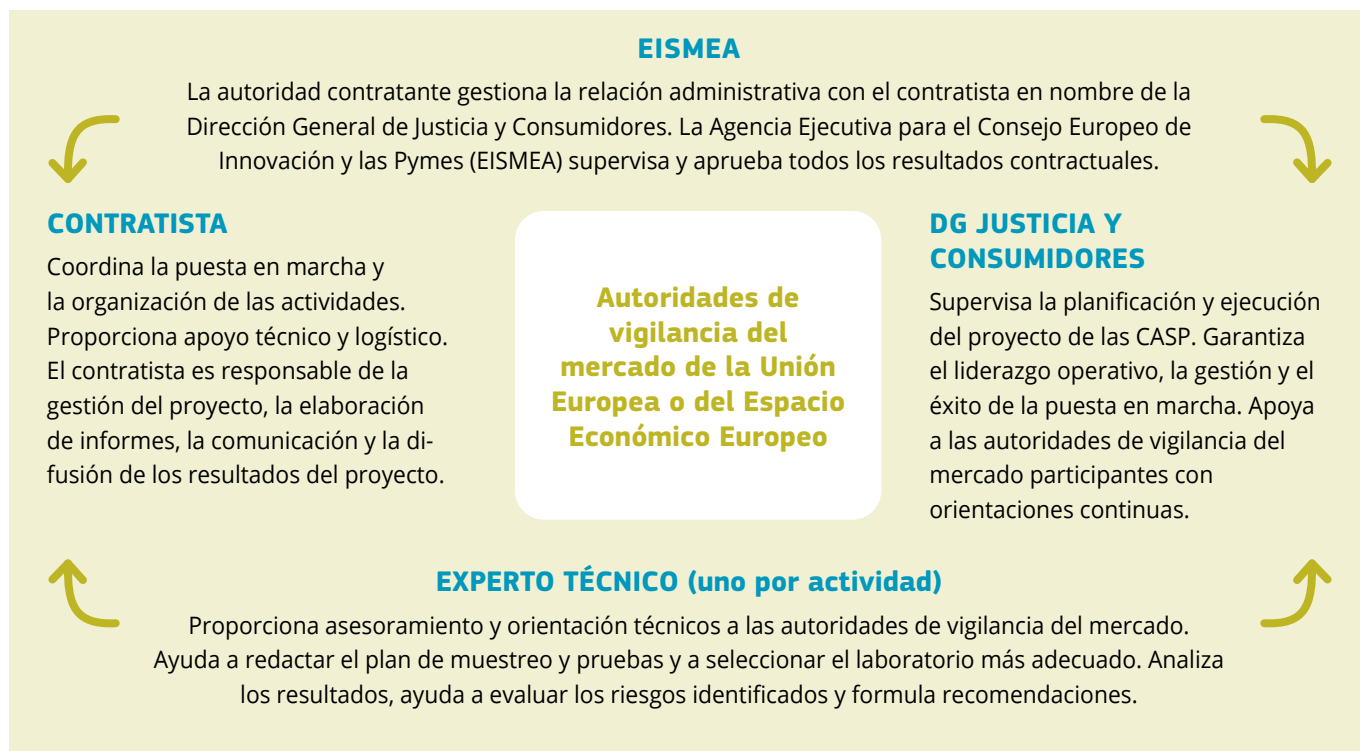 EISMEA
La autoridad contratante gestiona la relación administrativa con el contratista en nombre de la
Dirección General de Justicia y Consumidores. La Agencia Ejecutiva para el Consejo Europeo de
Innovación y las Pymes (EISMEA) supervisa y aprueba todos los resultados contractuales.
CONTRATISTA
Coordina la puesta en marcha y
la organización de las actividades.
Proporciona apoyo técnico y logístico.
El contratista es responsable de la
gestión del proyecto, la elaboración
de informes, la comunicación y la di-
fusión de los resultados del proyecto.
Autoridades de
vigilancia del
mercado de la Unión
Europea o del Espacio
Económico Europeo
DG JUSTICIA Y
CONSUMIDORES
Supervisa la planificación y ejecución
del proyecto de las CASP. Garantiza
el liderazgo operativo, la gestión y el
éxito de la puesta en marcha. Apoya
a las autoridades de vigilancia del
mercado participantes con
orientaciones continuas.
EXPERTO TÉCNICO (uno por actividad)
Proporciona asesoramiento y orientación técnicos a las autoridades de vigilancia del mercado.
Ayuda a redactar el plan de muestreo y pruebas y a seleccionar el laboratorio más adecuado. Analiza
los resultados, ayuda a evaluar los riesgos identificados y formula recomendaciones.